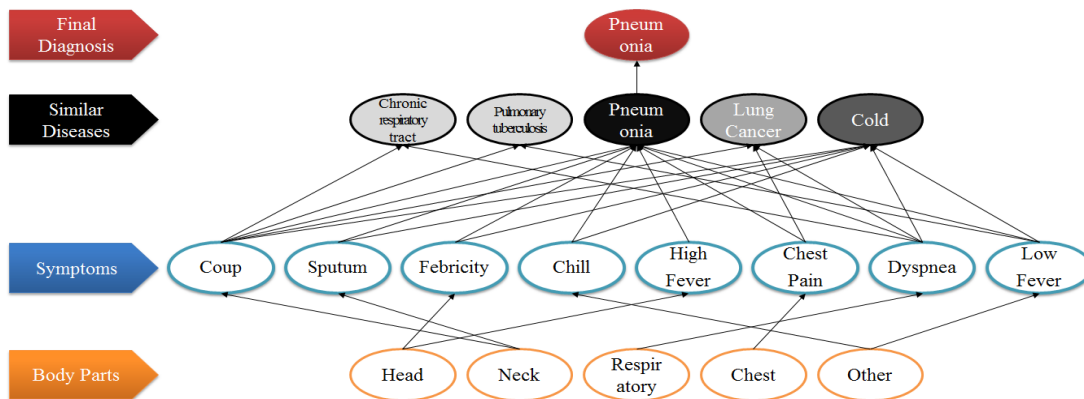 Final
Diagnosis
Pneum
onia
Similar
Diseases
Chronic
respiratory
tract
Pulmonary
tuberculosis
Pneum
onia
Lung
Cancer
Cold
Symptoms
Coup
Sputum
Febricity
Chill
High
Fever
Chest
Pain
Dyspnea
Low
Fever
Body Parts
Head
Neck
Respir
atory
Chest
Other